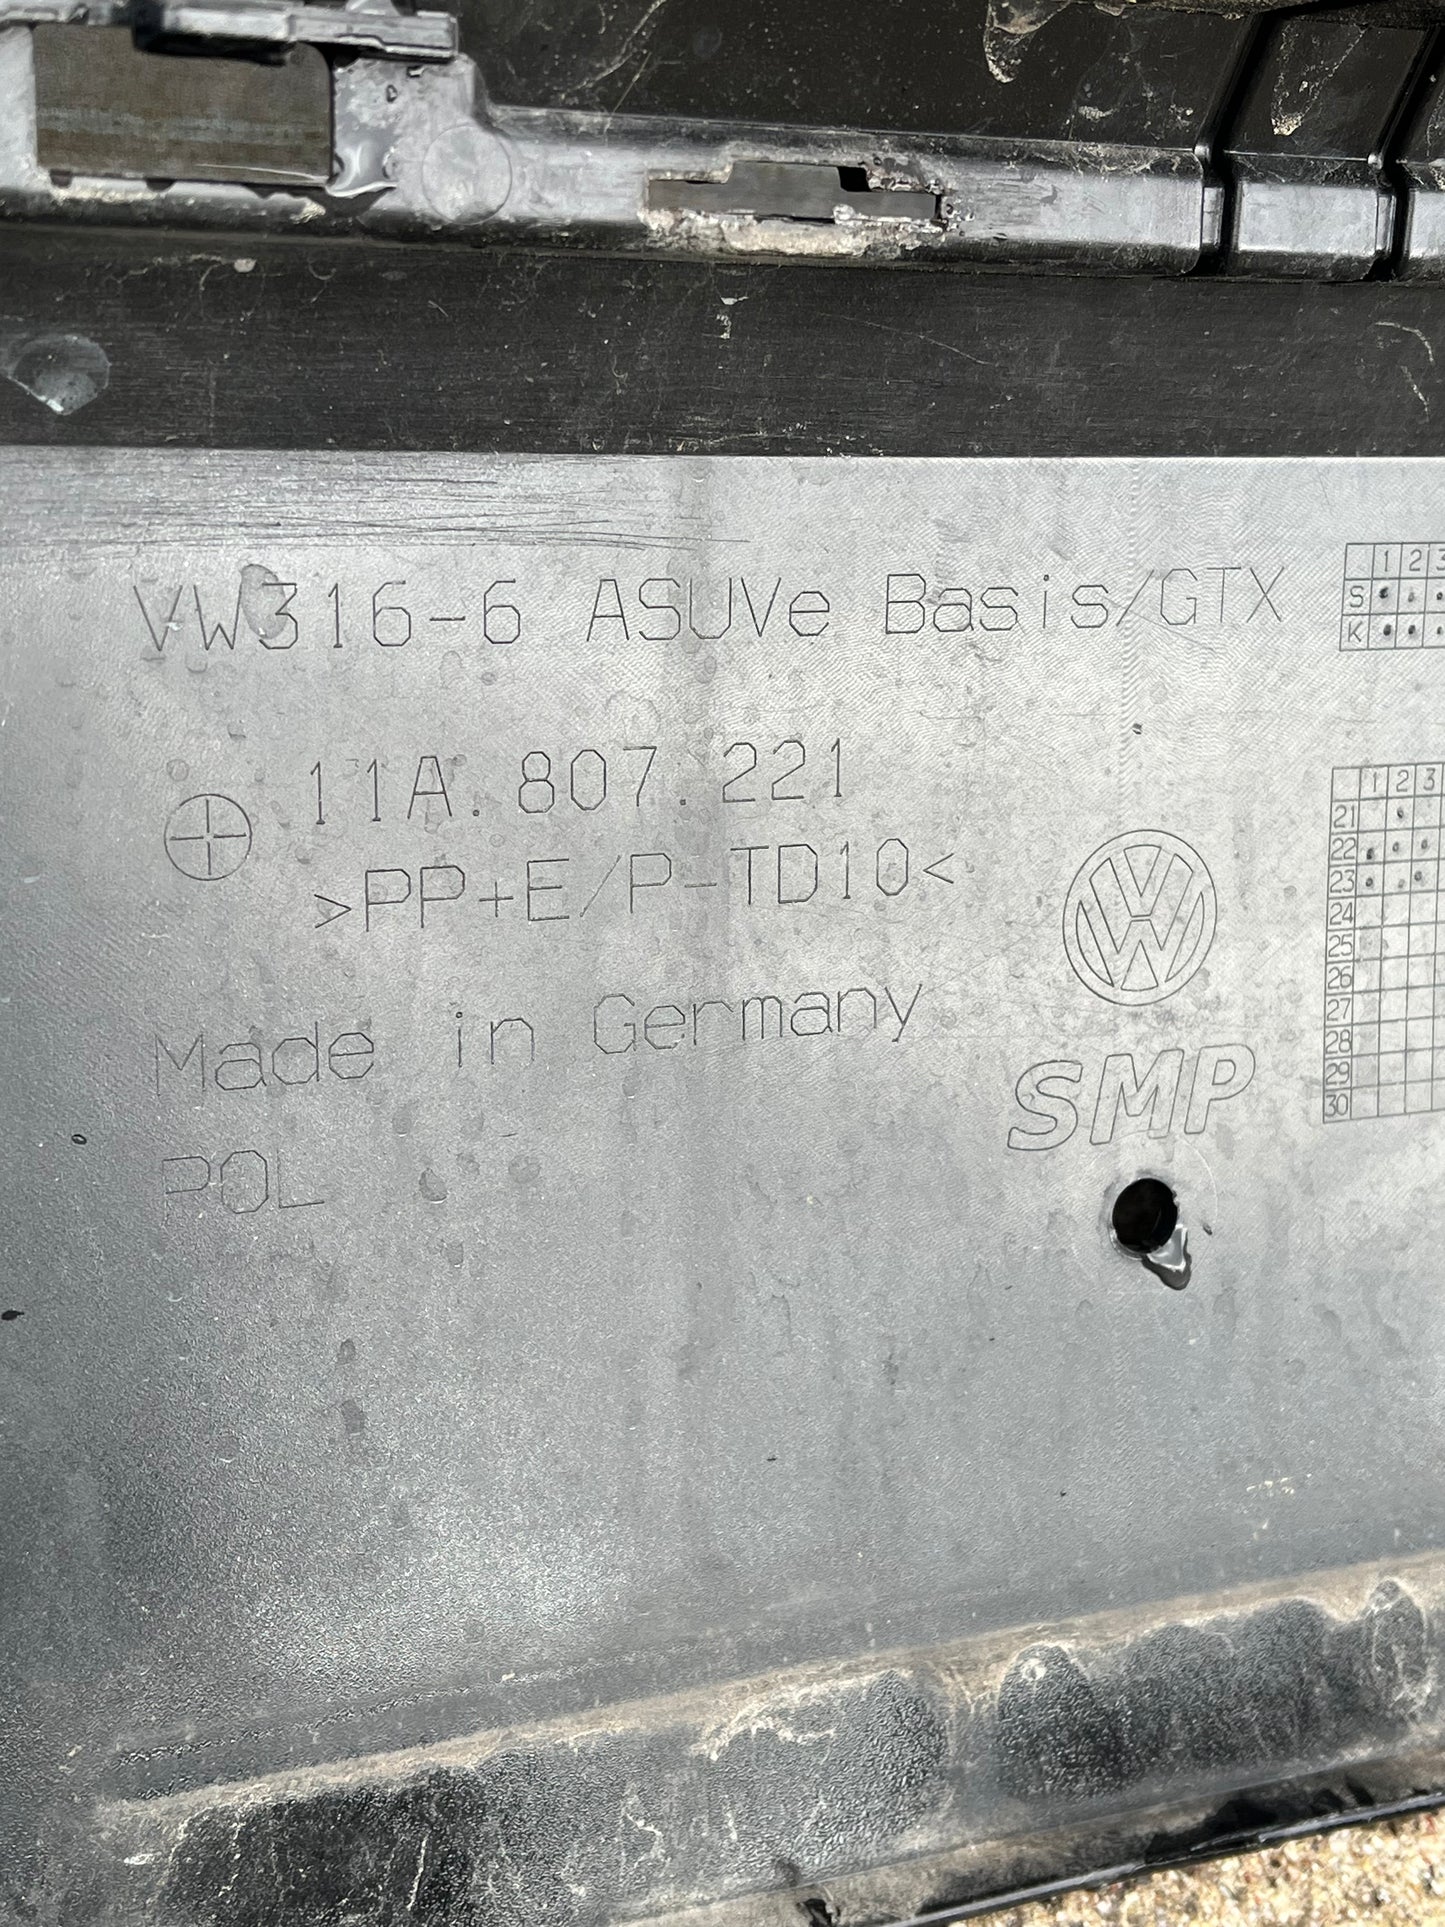 VW316-6 ASUVe Basis/GTX
1 2 3
S
K
11A.807.221
>PP+E/P-TD10<
1 2 3
21
22
23
24
25
26
27
28
29
30
VW
Made in Germany
SMP
POL